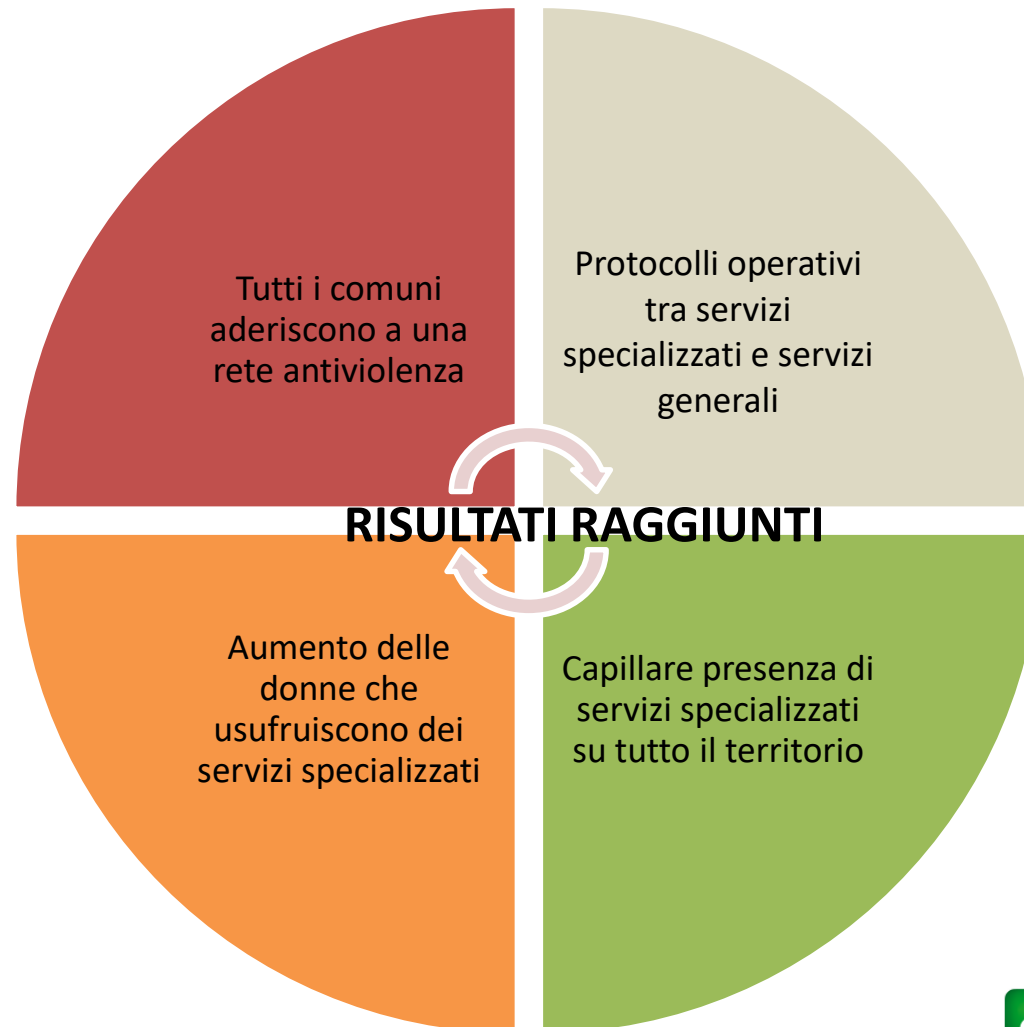 Tutti i comuni
aderiscono a una
rete antiviolenza
Protocolli operativi
tra servizi
specializzati e servizi
generali
RISULTATI RAGGIUNTI
Aumento delle
donne che
usufruiscono dei
servizi specializzati
Capillare presenza di
servizi specializzati
su tutto il territorio